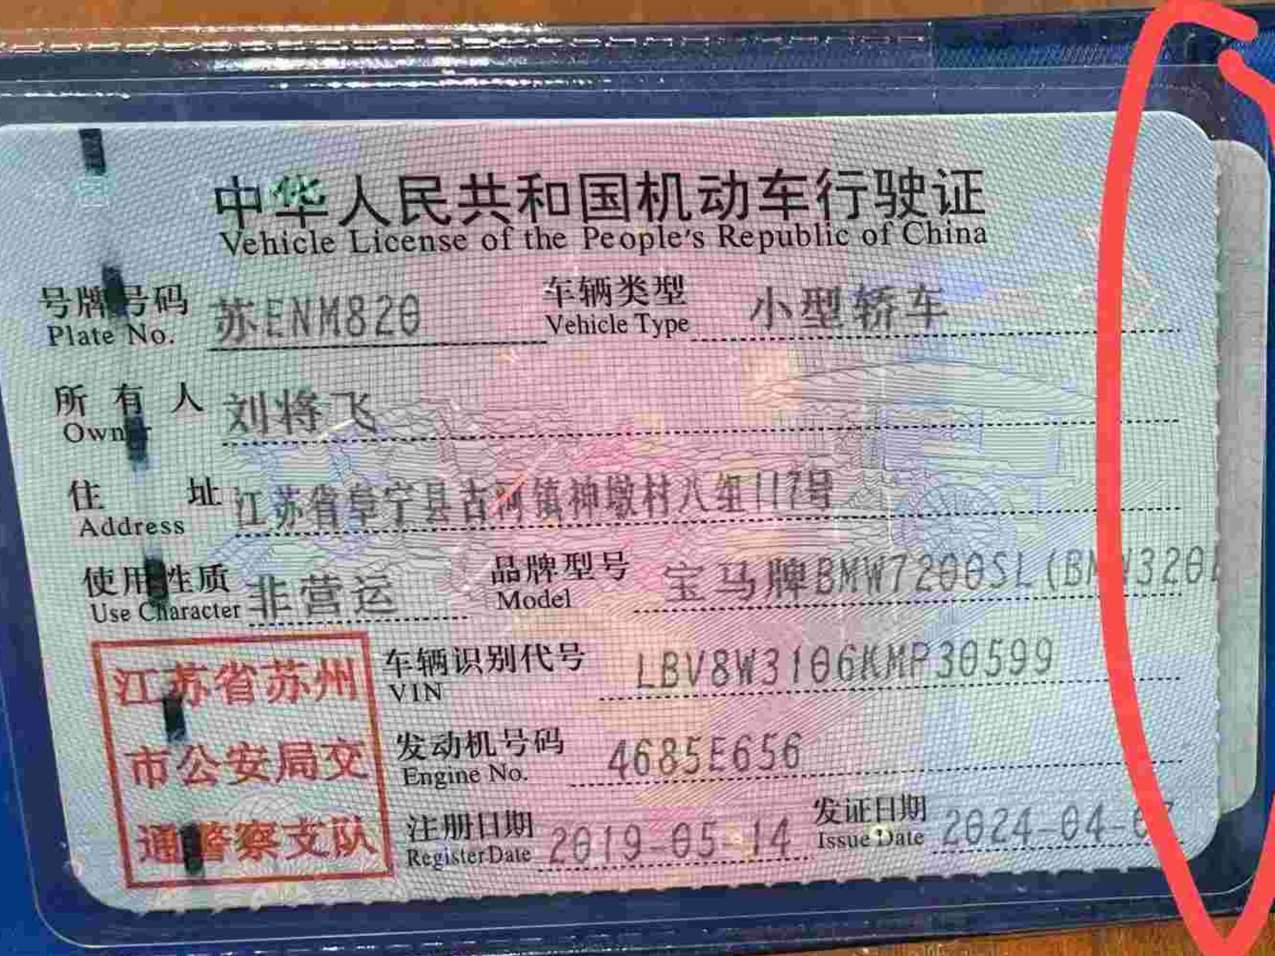 中华人民共和国机动车行驶证
Vehicle License of the People's Republic of China
号牌号码 苏ENM820 车辆类型 小型轿车
Plate No. Vehicle Type
所有人 刘将飞
Owner
住址 江苏省阜宁县古河镇神墩村八组117号
Address
使用性质 非营运 品牌型号 宝马牌BMW7200SL(BMW320
Use Character Model
江苏省苏州
市公安局交
通警察支队
车辆识别代号 LBV8W3106KMP30599
VIN
发动机号码 4685E656
Engine No.
注册日期 2019-05-14 发证日期 2024-04-
Register Date Issue Date